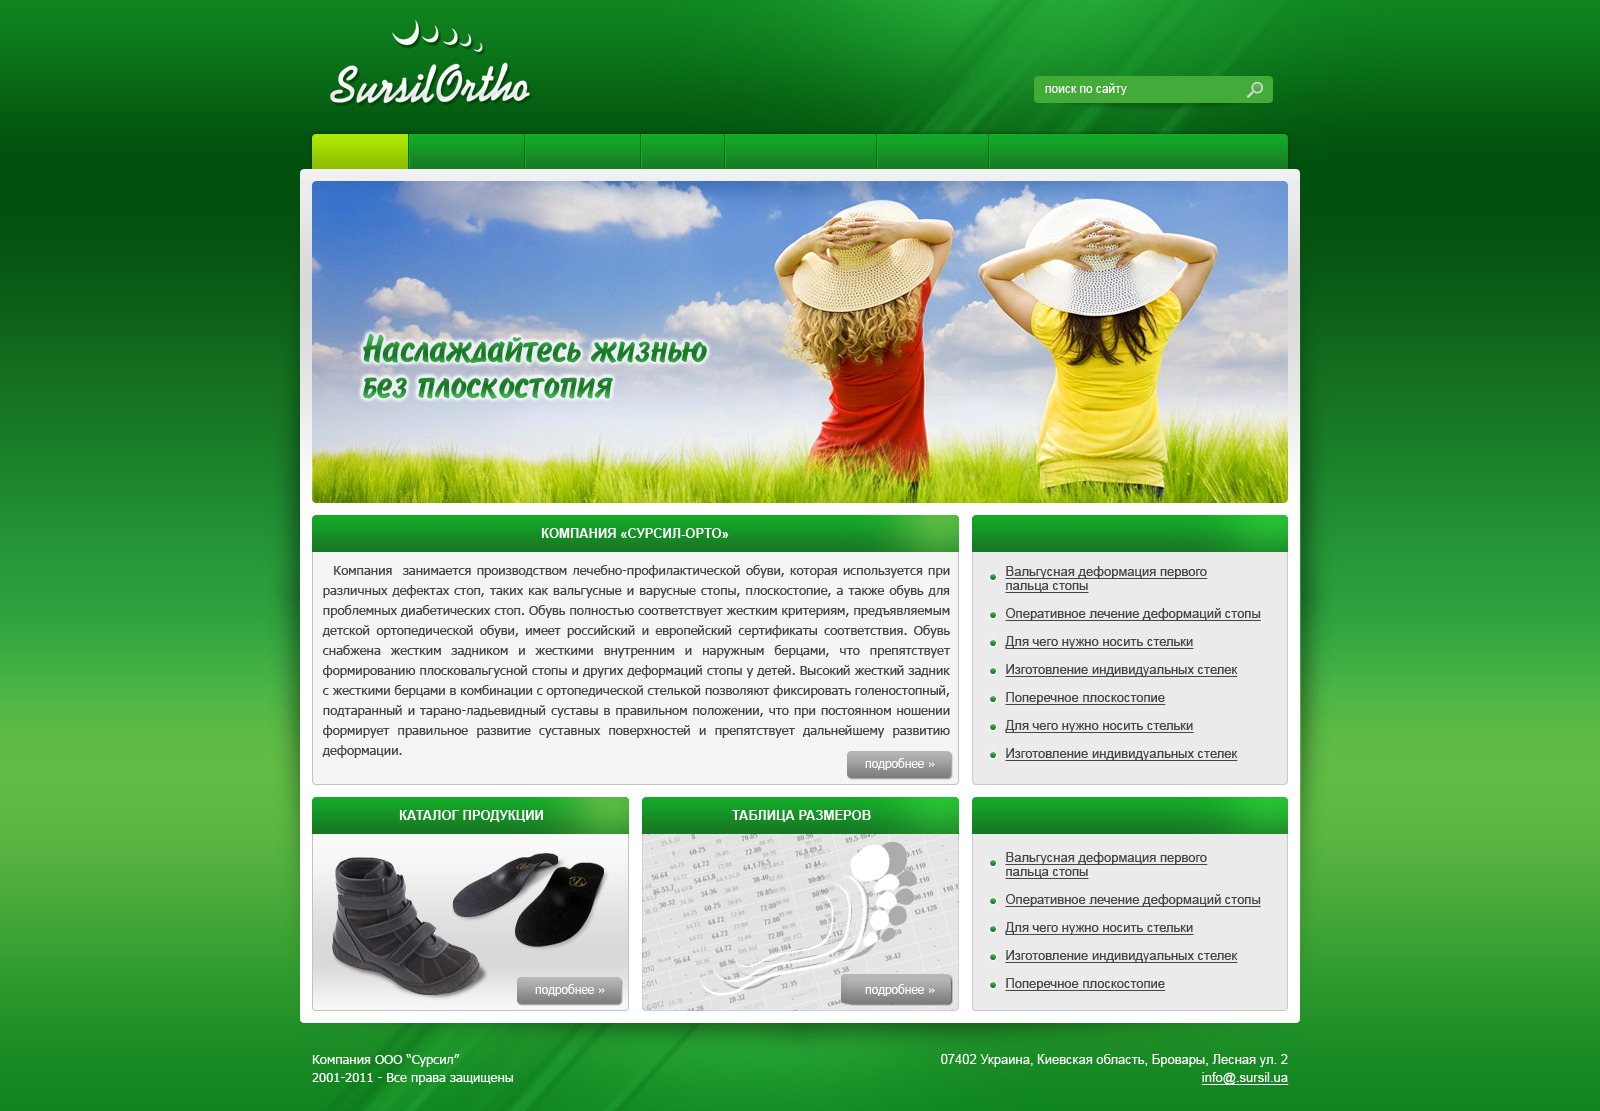 SursilOrtho
поиск по сайту
Наслаждайтесь жизнью
без плоскостопия
КОМПАНИЯ «СУРСИЛ-ОРТО»
Компания занимается производством лечебно-профилактической обуви, которая используется при
различных дефектах стоп, таких как вальгусные и варусные стопы, плоскостопие, а также обувь для
проблемных диабетических стоп. Обувь полностью соответствует жестким критериям, предъявляемым
детской ортопедической обуви, имеет российский и европейский сертификаты соответствия. Обувь
снабжена жестким задником и жесткими внутренним и наружным берцами, что препятствует
формированию плосковальгусной стопы и других деформаций стопы у детей. Высокий жесткий задник
с жесткими берцами в комбинации с ортопедической стелькой позволяют фиксировать голеностопный,
подтаранный и тарано-ладьевидный суставы в правильном положении, что при постоянном ношении
формирует правильное развитие суставных поверхностей и препятствует дальнейшему развитию
деформации.
подробнее »
Вальгусная деформация первого
пальца стопы
Оперативное лечение деформаций стопы
Для чего нужно носить стельки
Изготовление индивидуальных стелек
Поперечное плоскостопие
Для чего нужно носить стельки
Изготовление индивидуальных стелек
КАТАЛОГ ПРОДУКЦИИ
подробнее »
ТАБЛИЦА РАЗМЕРОВ
подробнее »
Вальгусная деформация первого
пальца стопы
Оперативное лечение деформаций стопы
Для чего нужно носить стельки
Изготовление индивидуальных стелек
Поперечное плоскостопие
Компания ООО “Сурсил”
2001-2011 - Все права защищены
07402 Украина, Киевская область, Бровары, Лесная ул. 2
info@.sursil.ua